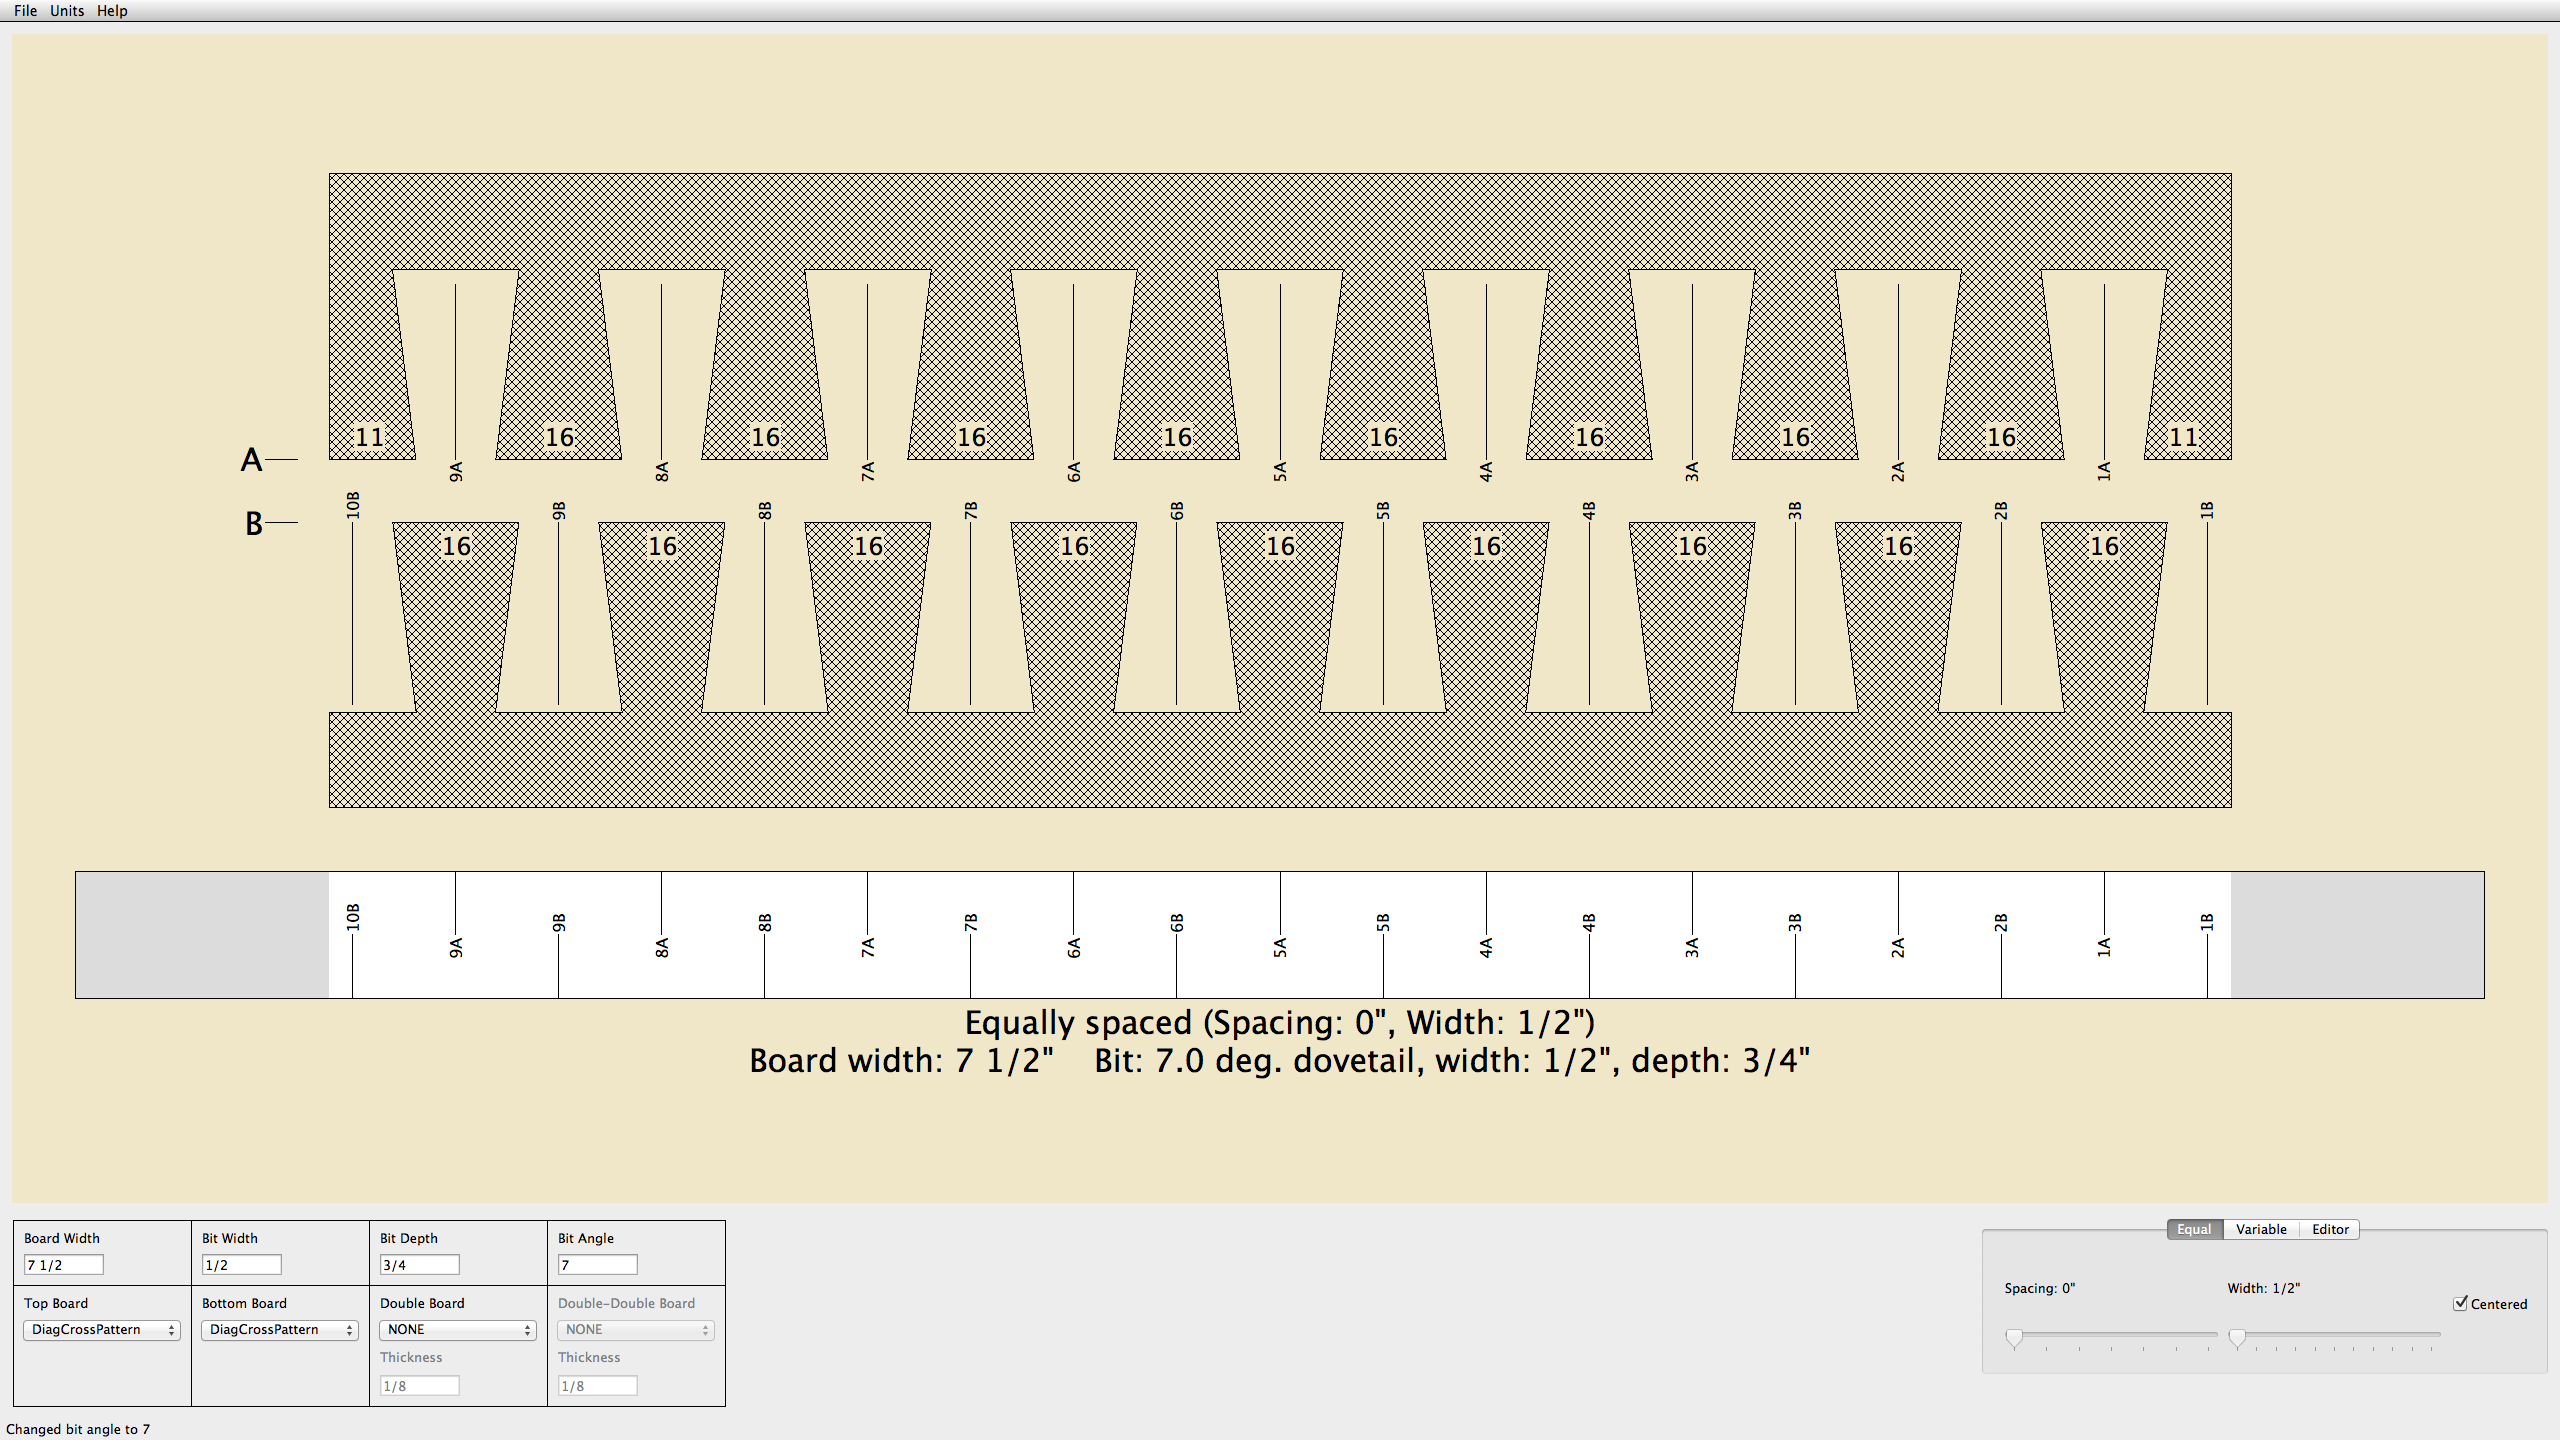 File Units Help
11 16 16 16 16 16 16 16 16 11
A
9A 8A 7A 6A 5A 4A 3A 2A 1A
10B 9B 8B 7B 6B 5B 4B 3B 2B 1B
B
16 16 16 16 16 16 16 16 16
10B 9B 8B 7B 6B 5B 4B 3B 2B 1B
9A 8A 7A 6A 5A 4A 3A 2A 1A
Equally spaced (Spacing: 0", Width: 1/2")
Board width: 7 1/2" Bit: 7.0 deg. dovetail, width: 1/2", depth: 3/4"
Board Width Bit Width Bit Depth Bit Angle
7 1/2 1/2 3/4 7
Top Board Bottom Board Double Board Double-Double Board
DiagCrossPattern DiagCrossPattern NONE NONE
Thickness Thickness
1/8 1/8
Equal Variable Editor
Spacing: 0" Width: 1/2"
Centered
Changed bit angle to 7